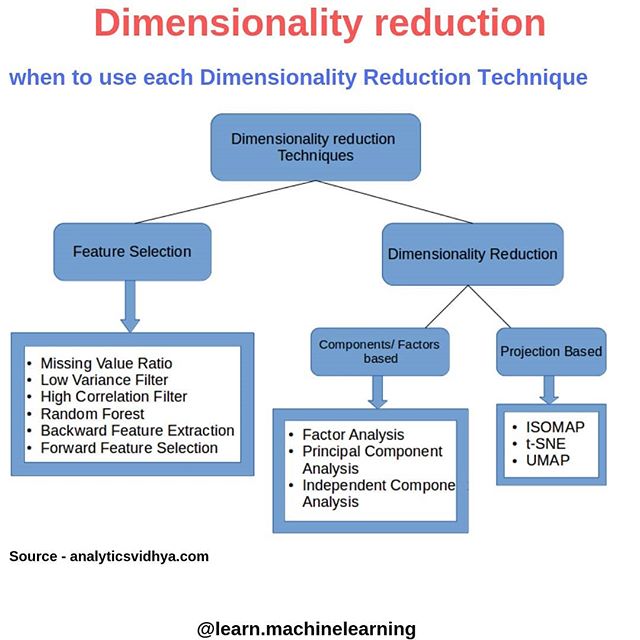 Dimensionality reduction
when to use each Dimensionality Reduction Technique
Dimensionality reduction
Techniques
Feature Selection
Dimensionality Reduction
Components/ Factors
based
Projection Based
• Missing Value Ratio
• Low Variance Filter
• High Correlation Filter
• Random Forest
• Backward Feature Extraction
• Forward Feature Selection
• Factor Analysis
• Principal Component
Analysis
• Independent Compone
Analysis
• ISOMAP
• t-SNE
• UMAP
Source - analyticsvidhya.com
@learn.machinelearning